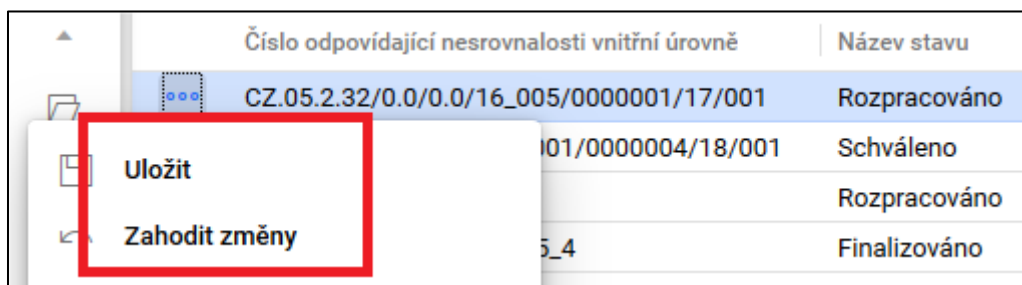 Číslo odpovídající nesrovnalosti vnitřní úrovně Název stavu
CZ.05.2.32/0.0/0.0/16_005/0000001/17/001 Rozpracováno
001/0000004/18/001 Schváleno
Uložit
Rozpracováno
Zahodit změny
5_4 Finalizováno